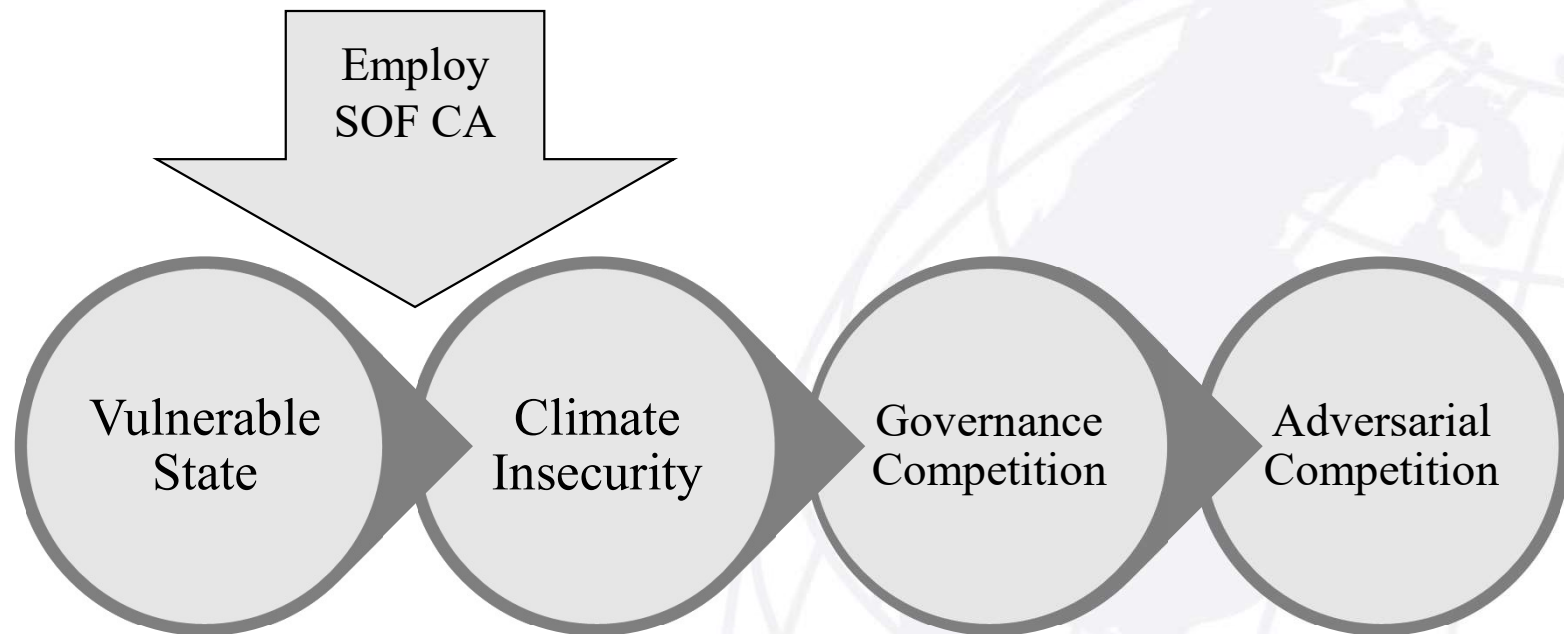 Employ
SOF CA
Vulnerable
State
Climate
Insecurity
Governance
Competition
Adversarial
Competition